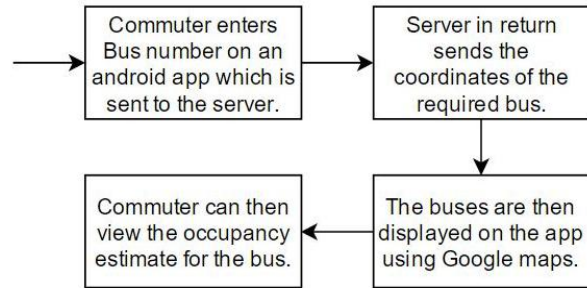 Commuter enters
Bus number on an
android app which is
sent to the server.
Server in return
sends the
coordinates of the
required bus.
The buses are then
displayed on the app
using Google maps.
Commuter can then
view the occupancy
estimate for the bus.